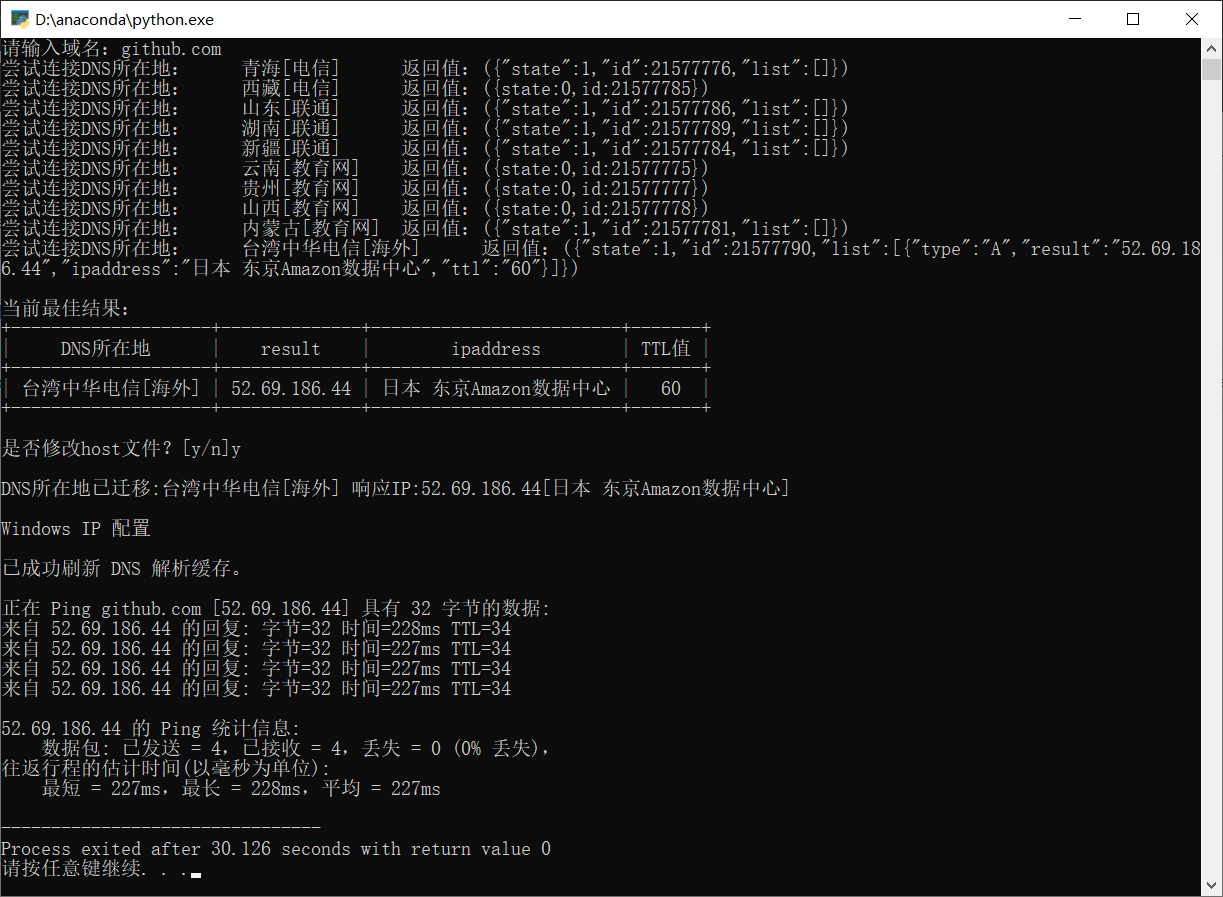 D:\anaconda\python.exe
请输入域名：github.com
尝试连接DNS所在地： 青海[电信] 返回值：({"state":1,"id":21577776,"list":[]})
尝试连接DNS所在地： 西藏[电信] 返回值：({state:0,id:21577785})
尝试连接DNS所在地： 山东[联通] 返回值：({"state":1,"id":21577786,"list":[]})
尝试连接DNS所在地： 湖南[联通] 返回值：({"state":1,"id":21577789,"list":[]})
尝试连接DNS所在地： 新疆[联通] 返回值：({"state":1,"id":21577784,"list":[]})
尝试连接DNS所在地： 云南[教育网] 返回值：({state:0,id:21577775})
尝试连接DNS所在地： 贵州[教育网] 返回值：({state:0,id:21577777})
尝试连接DNS所在地： 山西[教育网] 返回值：({state:0,id:21577778})
尝试连接DNS所在地： 内蒙古[教育网] 返回值：({"state":1,"id":21577781,"list":[]})
尝试连接DNS所在地： 台湾中华电信[海外] 返回值：({"state":1,"id":21577790,"list":[{"type":"A","result":"52.69.18
6.44","ipaddress":"日本 东京Amazon数据中心","ttl":"60"}]})
当前最佳结果：
+--------------------+--------------+-------------------------+-------+
| DNS所在地 | result | ipaddress | TTL值 |
+--------------------+--------------+-------------------------+-------+
| 台湾中华电信[海外] | 52.69.186.44 | 日本 东京Amazon数据中心 | 60 |
+--------------------+--------------+-------------------------+-------+
是否修改host文件？[y/n]y
DNS所在地已迁移:台湾中华电信[海外] 响应IP:52.69.186.44[日本 东京Amazon数据中心]
Windows IP 配置
已成功刷新 DNS 解析缓存。
正在 Ping github.com [52.69.186.44] 具有 32 字节的数据:
来自 52.69.186.44 的回复: 字节=32 时间=228ms TTL=34
来自 52.69.186.44 的回复: 字节=32 时间=227ms TTL=34
来自 52.69.186.44 的回复: 字节=32 时间=227ms TTL=34
来自 52.69.186.44 的回复: 字节=32 时间=227ms TTL=34
52.69.186.44 的 Ping 统计信息:
数据包: 已发送 = 4，已接收 = 4，丢失 = 0 (0% 丢失)，
往返行程的估计时间(以毫秒为单位):
最短 = 227ms，最长 = 228ms，平均 = 227ms
--------------------------------
Process exited after 30.126 seconds with return value 0
请按任意键继续. . .